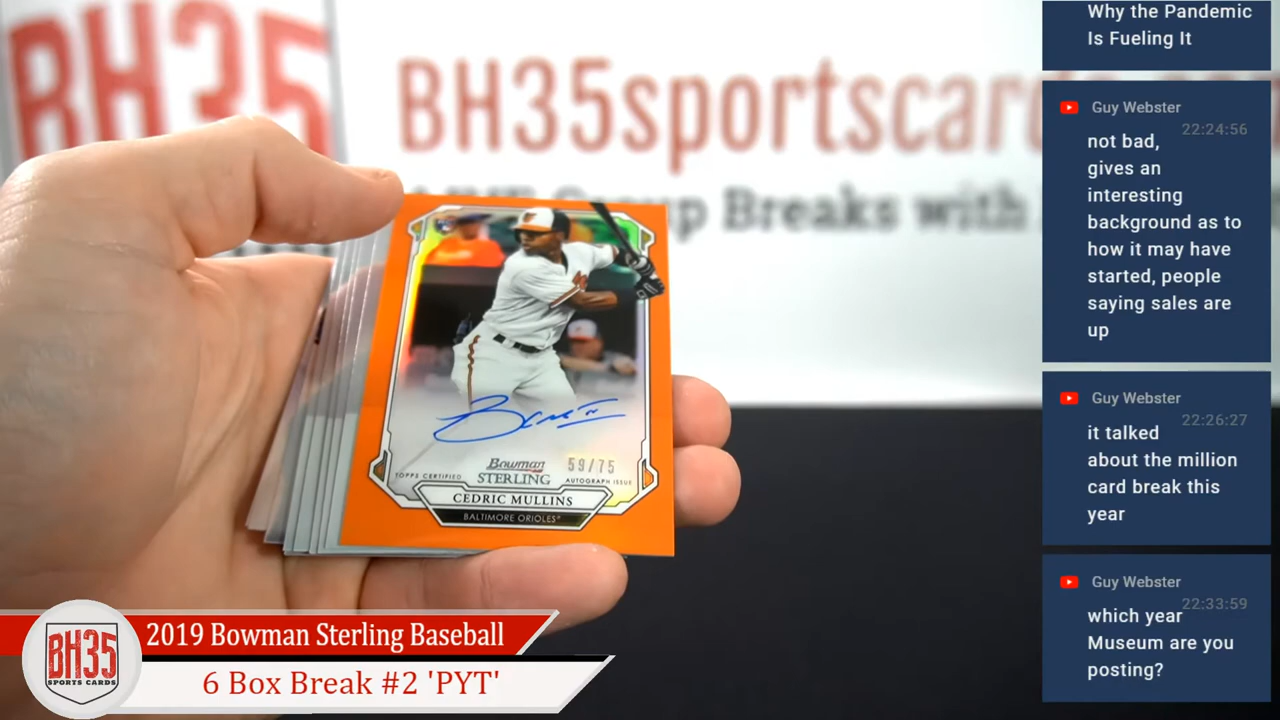 BH35
BH35sportscar
Group Breaks with
Bowman
STERLING
59/75
TOPPS CERTIFIED
AUTOGRAPH ISSUE
CEDRIC MULLINS
BALTIMORE ORIOLES
BH35
SPORTS CARDS
2019 Bowman Sterling Baseball
6 Box Break #2 'PYT'
Why the Pandemic
Is Fueling It
Guy Webster
22:24:56
not bad,
gives an
interesting
background as to
how it may have
started, people
saying sales are
up
Guy Webster
22:26:27
it talked
about the million
card break this
year
Guy Webster
22:33:59
which year
Museum are you
posting?